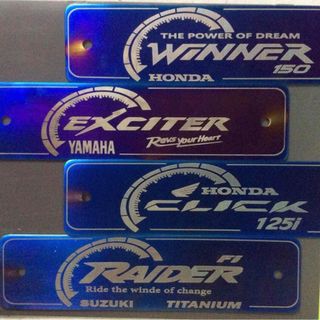 THE POWER OF DREAM
WINNER
HONDA 150
EXCITER
YAMAHA Revs your Heart
HONDA
CLICK
125i
Fi
RAIDER
Ride the winde of change
SUZUKI TITANIUM